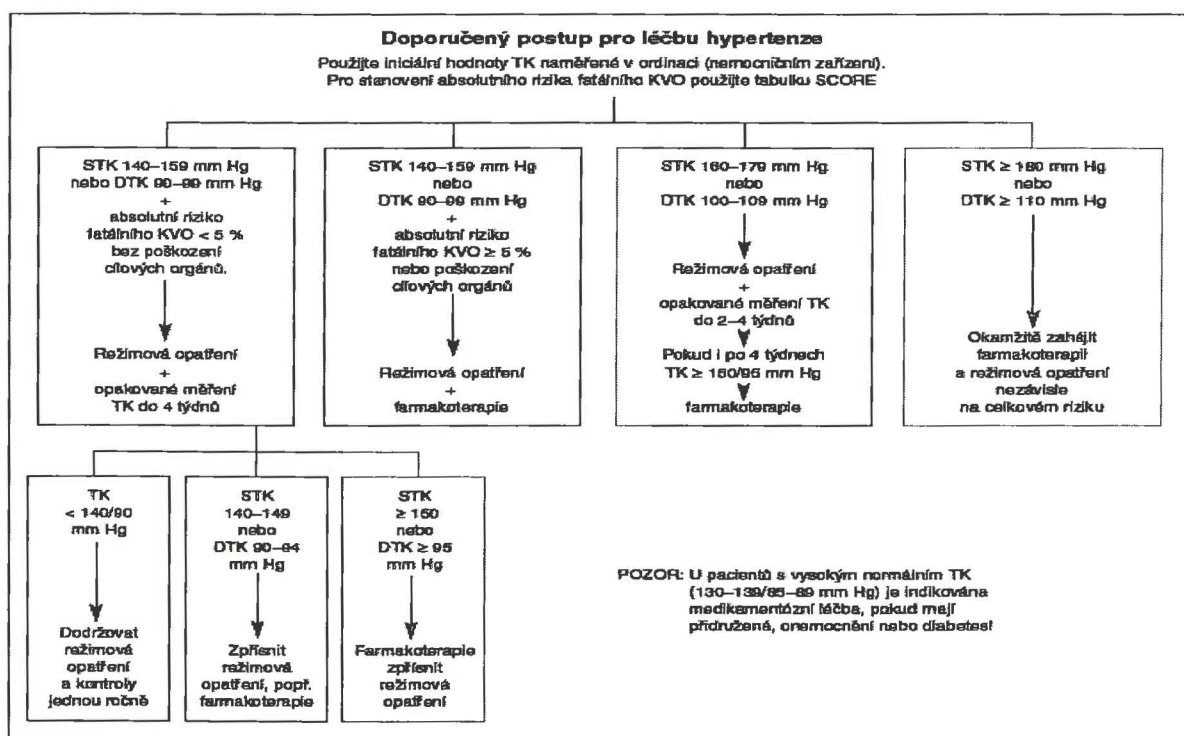 Doporučený postup pro léčbu hypertenze
Použijte iniciální hodnoty TK naměřené v ordinaci (nemocničním zařízení).
Pro stanovení absolutního rizika fatálního KVO použijte tabulku SCORE
STK 140–159 mm Hg
nebo DTK 90–99 mm Hg
+
absolutní riziko
fatálního KVO < 5 %
bez poškození
cílových orgánů.
Režimová opatření
+
opakované měření
TK do 4 týdnů
STK 140–159 mm Hg
nebo
DTK 90–99 mm Hg
+
absolutní riziko
fatálního KVO ≥ 5 %
nebo poškození
cílových orgánů
Režimová opatření
+
farmakoterapie
STK 160–179 mm Hg
nebo
DTK 100–109 mm Hg
Režimová opatření
+
opakované měření TK
do 2–4 týdnů
Pokud i po 4 týdnech
TK ≥ 150/95 mm Hg
farmakoterapie
STK ≥ 180 mm Hg
nebo
DTK ≥ 110 mm Hg
Okamžitě zahájit
farmakoterapii
a režimová opatření
nezávisle
na celkovém riziku
TK
< 140/90
mm Hg
Dodržovat
režimová
opatření
a kontroly
jednou ročně
STK
140–149
nebo
DTK 90–94
mm Hg
Zpřísnit
režimová
opatření, popř.
farmakoterapie
STK
≥ 150
nebo
DTK ≥ 95
mm Hg
Farmakoterapie
zpřísnit
režimová
opatření
POZOR: U pacientů s vysokým normálním TK
(130–139/85–89 mm Hg) je indikována
medikamentózní léčba, pokud mají
přidružená, onemocnění nebo diabetes!